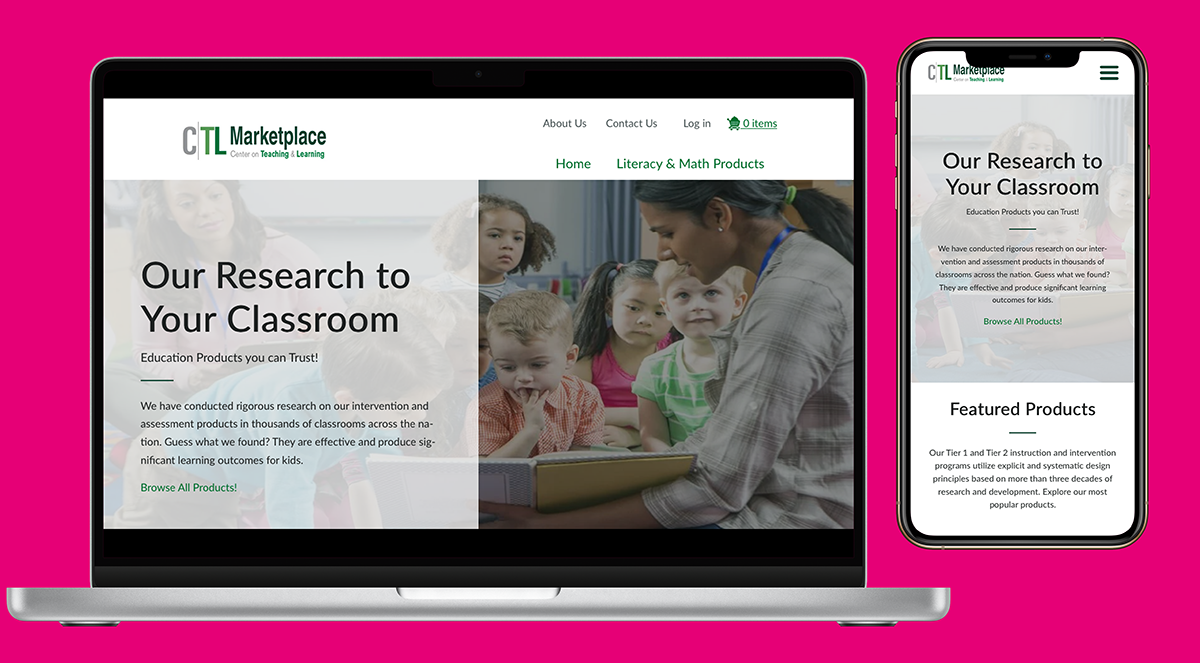 CTL Marketplace
Center on Teaching & Learning
About Us Contact Us Log in 0 items
Home Literacy & Math Products
Our Research to
Your Classroom
Education Products you can Trust!
We have conducted rigorous research on our intervention and
assessment products in thousands of classrooms across the na-
tion. Guess what we found? They are effective and produce sig-
nificant learning outcomes for kids.
Browse All Products!
CTL Marketplace
Center on Teaching & Learning
Our Research to
Your Classroom
Education Products you can Trust!
We have conducted rigorous research on our inter-
vention and assessment products in thousands of
classrooms across the nation. Guess what we found?
They are effective and produce significant learning
outcomes for kids.
Browse All Products!
Featured Products
Our Tier 1 and Tier 2 instruction and intervention
programs utilize explicit and systematic design
principles based on more than three decades of
research and development. Explore our most
popular products.